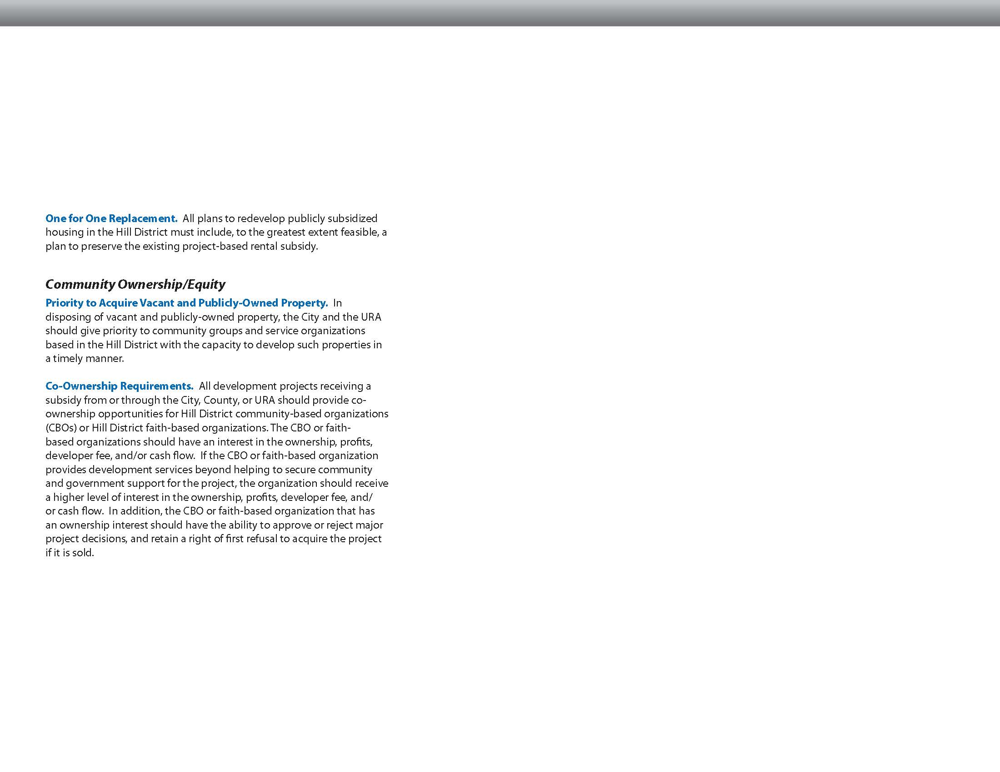 One for One Replacement.  All plans to redevelop publicly subsidized
housing in the Hill District must include, to the greatest extent feasible, a
plan to preserve the existing project-based rental subsidy.
Community Ownership/Equity
Priority to Acquire Vacant and Publicly-Owned Property.  In
disposing of vacant and publicly-owned property, the City and the URA
should give priority to community groups and service organizations
based in the Hill District with the capacity to develop such properties in
a timely manner.
Co-Ownership Requirements.  All development projects receiving a
subsidy from or through the City, County, or URA should provide co-
ownership opportunities for Hill District community-based organizations
(CBOs) or Hill District faith-based organizations. The CBO or faith-
based organizations should have an interest in the ownership, profits,
developer fee, and/or cash flow.  If the CBO or faith-based organization
provides development services beyond helping to secure community
and government support for the project, the organization should receive
a higher level of interest in the ownership, profits, developer fee, and/
or cash flow.  In addition, the CBO or faith-based organization that has
an ownership interest should have the ability to approve or reject major
project decisions, and retain a right of first refusal to acquire the project
if it is sold.